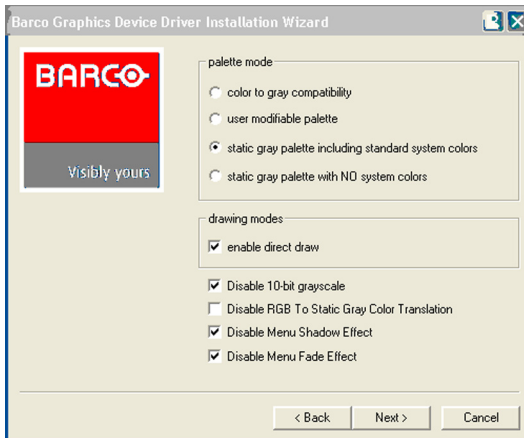 Barco Graphics Device Driver Installation Wizard
BARCO
Visibly yours
palette mode
color to gray compatibility
user modifiable palette
static gray palette including standard system colors
static gray palette with NO system colors
drawing modes
enable direct draw
Disable 10-bit grayscale
Disable RGB To Static Gray Color Translation
Disable Menu Shadow Effect
Disable Menu Fade Effect
< Back
Next >
Cancel